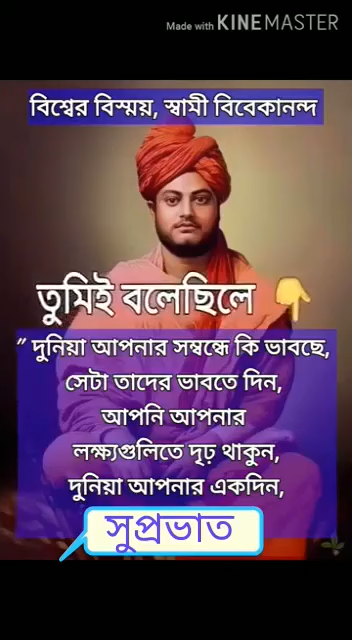 Made with KINEMASTER
বিশ্বের বিস্ময়, স্বামী বিবেকানন্দ
তুমিই বলেছিলে 👇
" দুনিয়া আপনার সম্বন্ধে কি ভাবছে,
সেটা তাদের ভাবতে দিন,
আপনি আপনার
লক্ষ্যগুলিতে দৃঢ় থাকুন,
দুনিয়া আপনার একদিন,
সুপ্রভাত